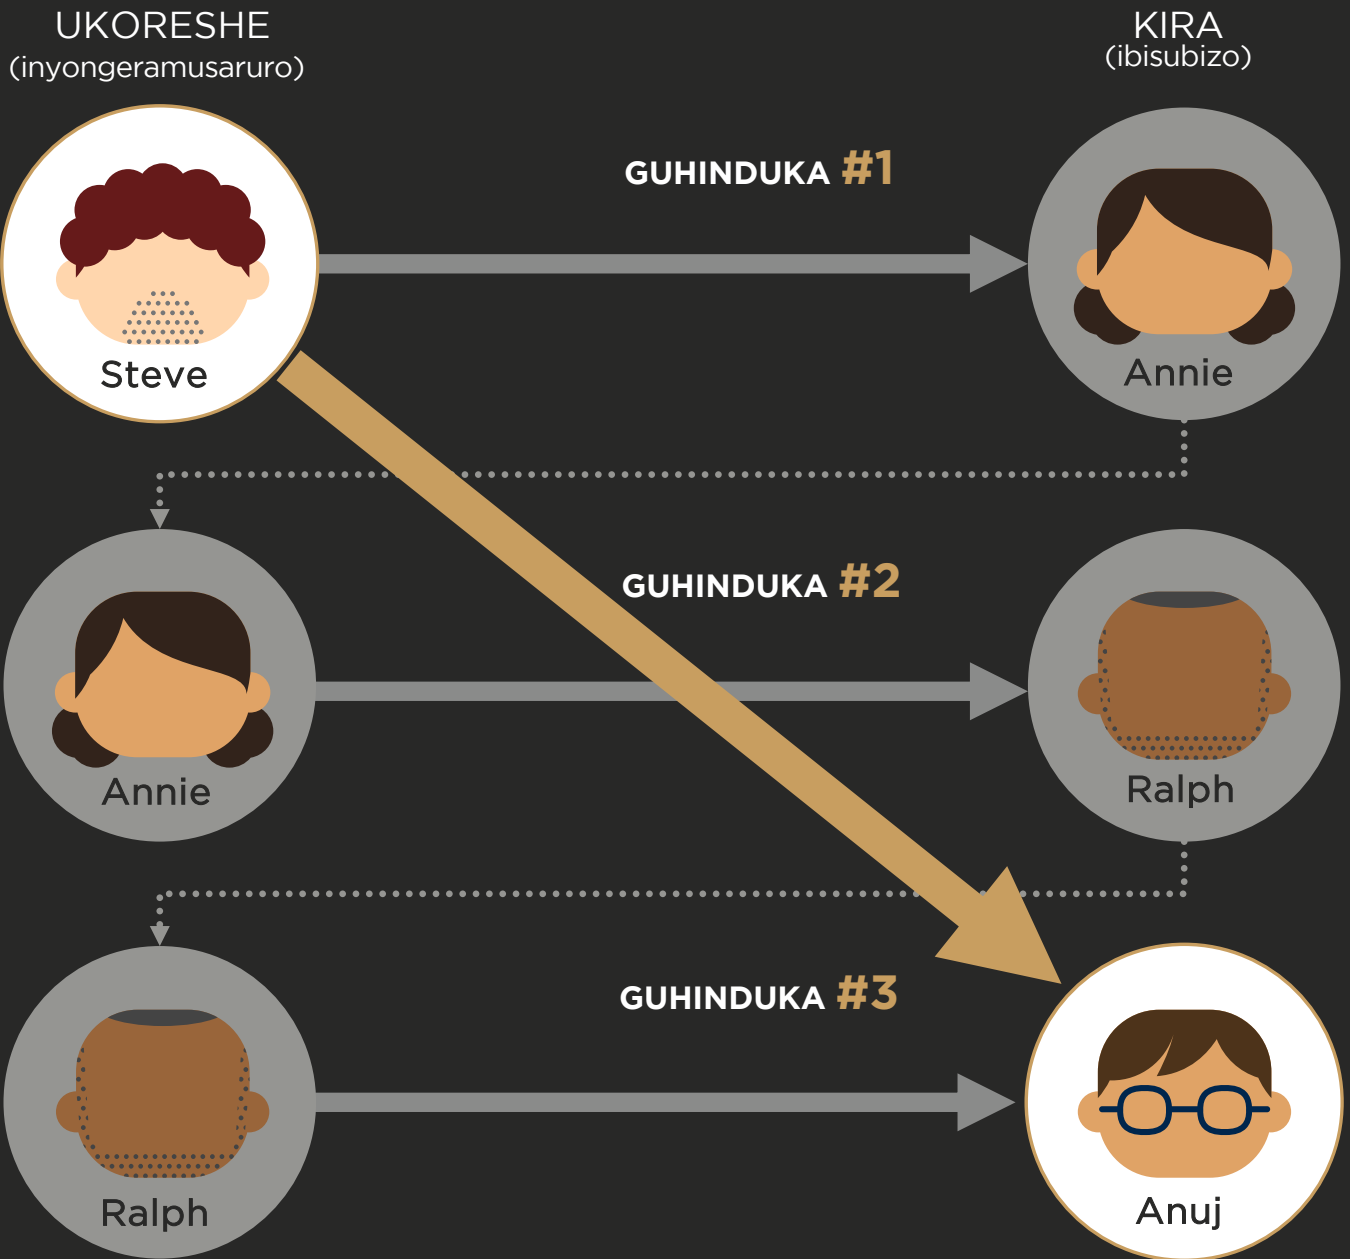 UKORESHE
(inyongeramusaruro)
KIRA
(ibisubizo)
GUHINDUKA #1
Steve
Annie
GUHINDUKA #2
Annie
Ralph
GUHINDUKA #3
Ralph
Anuj